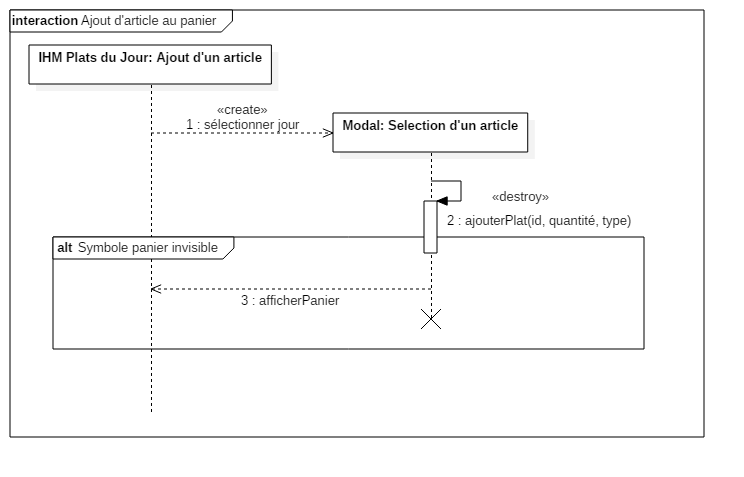 interaction Ajout d'article au panier
IHM Plats du Jour: Ajout d'un article
«create»
1 : sélectionner jour
Modal: Selection d'un article
«destroy»
2 : ajouterPlat(id, quantité, type)
alt Symbole panier invisible
3 : afficherPanier